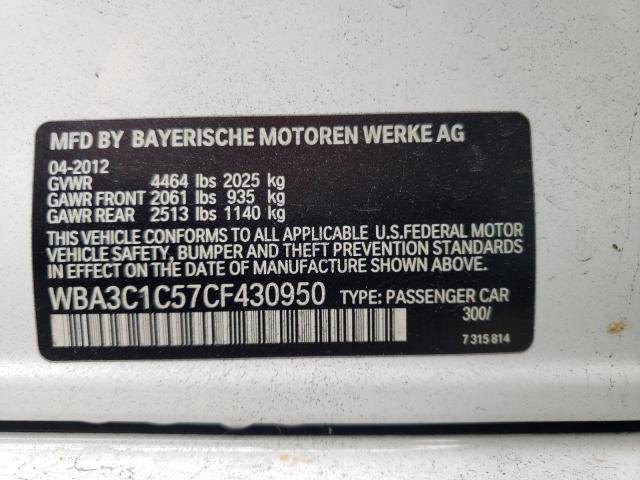 MFD BY BAYERISCHE MOTOREN WERKE AG
04-2012
GVWR 4464 lbs 2025 kg
GAWR FRONT 2061 lbs 935 kg
GAWR REAR 2513 lbs 1140 kg
THIS VEHICLE CONFORMS TO ALL APPLICABLE U.S.FEDERAL MOTOR
VEHICLE SAFETY, BUMPER AND THEFT PREVENTION STANDARDS
IN EFFECT ON THE DATE OF MANUFACTURE SHOWN ABOVE.
WBA3C1C57CF430950 TYPE: PASSENGER CAR
300/
7 315 814